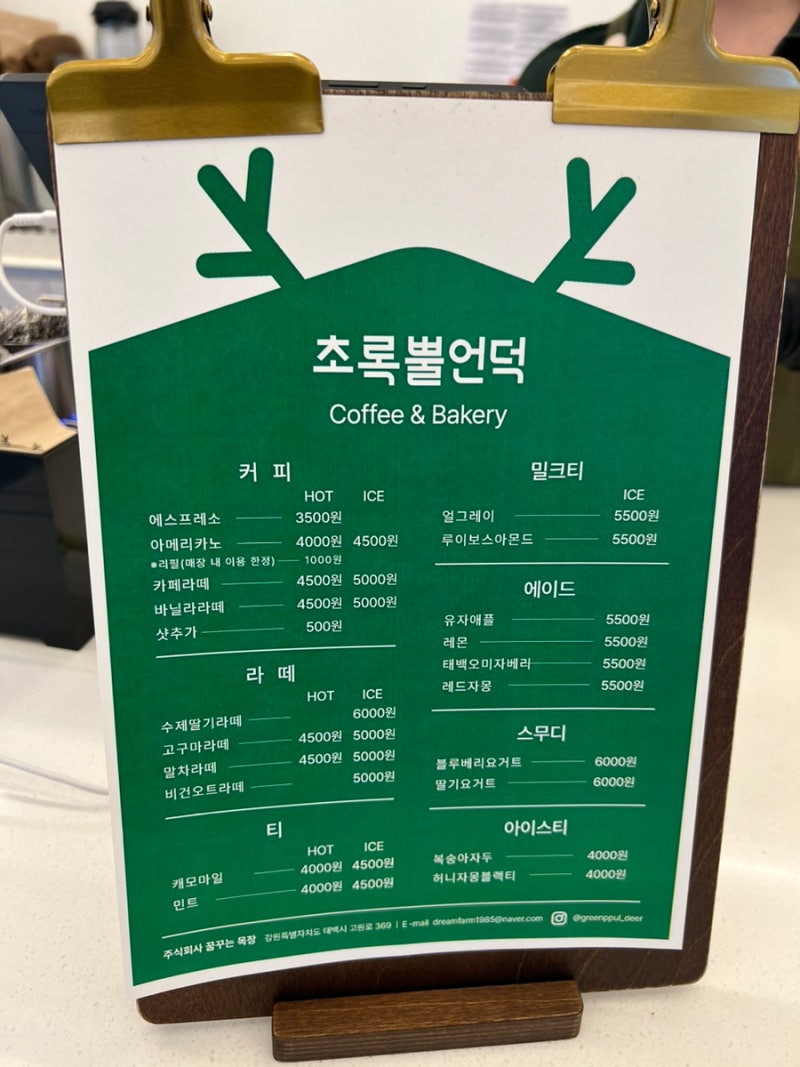 초록뿔언덕
Coffee & Bakery
커 피
HOT ICE
에스프레소 3500원
아메리카노 4000원 4500원
※리필(매장 내 이용 한정) 1000원
카페라떼 4500원 5000원
바닐라라떼 4500원 5000원
샷추가 500원
라 떼
HOT ICE
수제딸기라떼 6000원
고구마라떼 4500원 5000원
말차라떼 4500원 5000원
비건오트라떼 5000원
티
HOT ICE
캐모마일 4000원 4500원
민트 4000원 4500원
밀크티
ICE
얼그레이 5500원
루이보스아몬드 5500원
에이드
유자애플 5500원
레몬 5500원
태백오미자베리 5500원
레드자몽 5500원
스무디
블루베리요거트 6000원
딸기요거트 6000원
아이스티
복숭아자두 4000원
허니자몽블랙티 4000원
주식회사 꿈꾸는 목장 강원특별자치도 태백시 고원로 369 | E-mail dreamfarm1985@naver.com @greenppul_deer